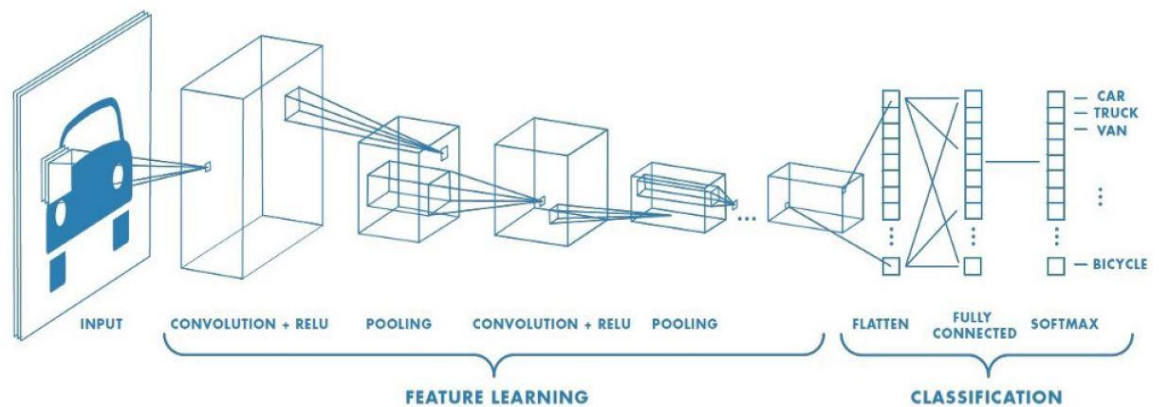 CAR
TRUCK
VAN
BICYCLE
INPUT
CONVOLUTION + RELU
POOLING
CONVOLUTION + RELU
POOLING
FLATTEN
FULLY
CONNECTED
SOFTMAX
FEATURE LEARNING
CLASSIFICATION